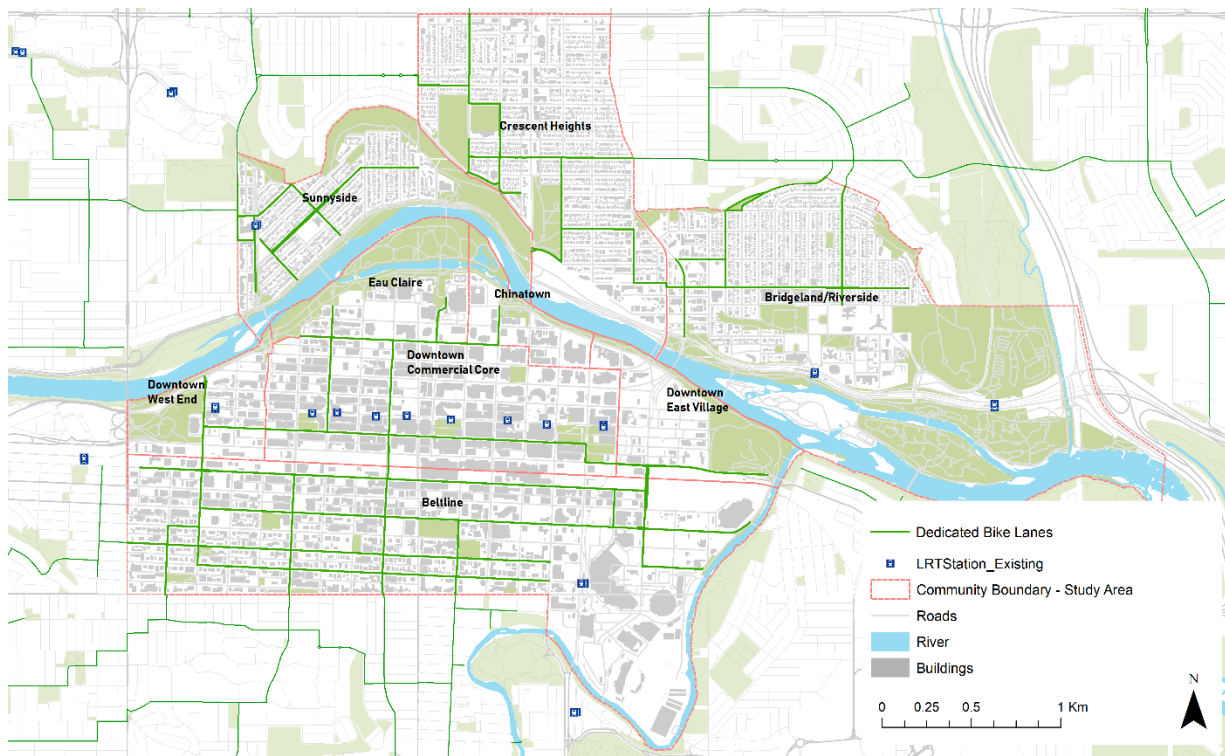 Crescent Heights
Sunnyside
Eau Claire
Chinatown
Bridgeland/Riverside
Downtown
Commercial Core
Downtown
West End
Downtown
East Village
Beltline
Dedicated Bike Lanes
LRTStation_Existing
Community Boundary - Study Area
Roads
River
Buildings
N
0 0.25 0.5 1 Km